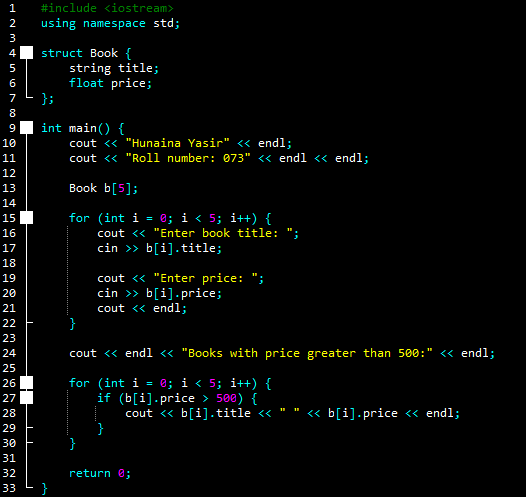 1 #include <iostream>
2 using namespace std;
3
4 struct Book {
5     string title;
6     float price;
7 };
8
9 int main() {
10     cout << "Hunaina Yasir" << endl;
11     cout << "Roll number: 073" << endl << endl;
12
13     Book b[5];
14
15     for (int i = 0; i < 5; i++) {
16         cout << "Enter book title: ";
17         cin >> b[i].title;
18
19         cout << "Enter price: ";
20         cin >> b[i].price;
21         cout << endl;
22     }
23
24     cout << endl << "Books with price greater than 500:" << endl;
25
26     for (int i = 0; i < 5; i++) {
27         if (b[i].price > 500) {
28             cout << b[i].title << " " << b[i].price << endl;
29         }
30     }
31
32     return 0;
33 }